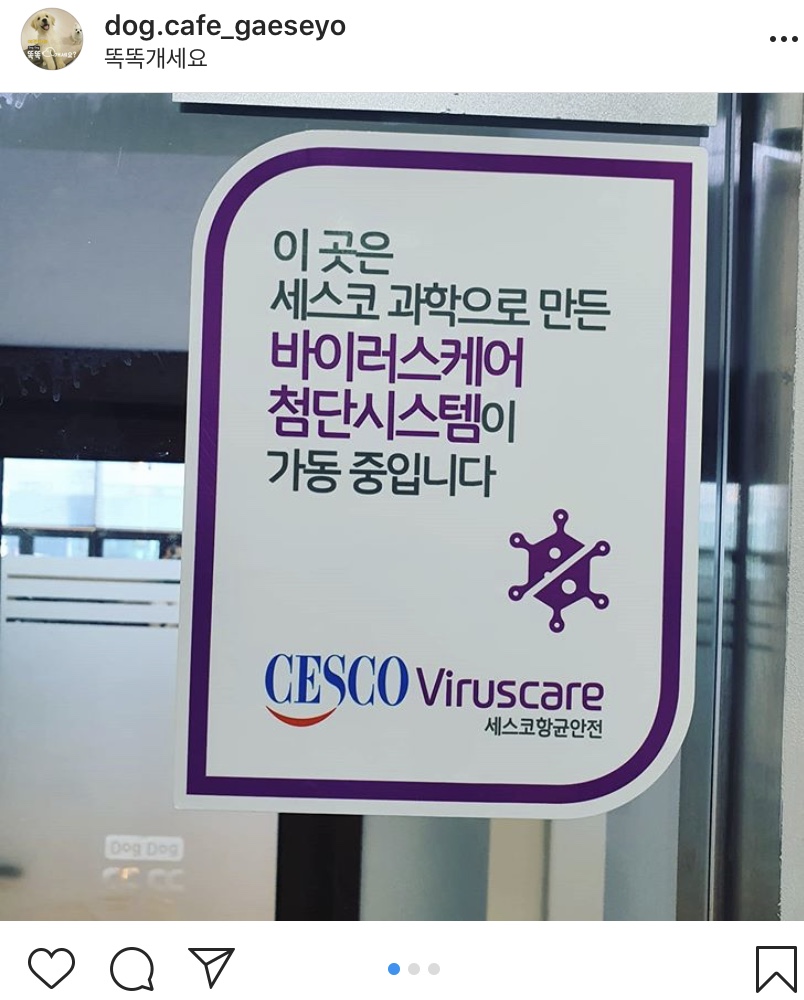 dog.cafe_gaeseyo
똑똑개세요
이 곳은
세스코 과학으로 만든
바이러스케어
첨단시스템이
가동 중입니다
CESCO Viruscare
세스코항균안전
Dog Dog